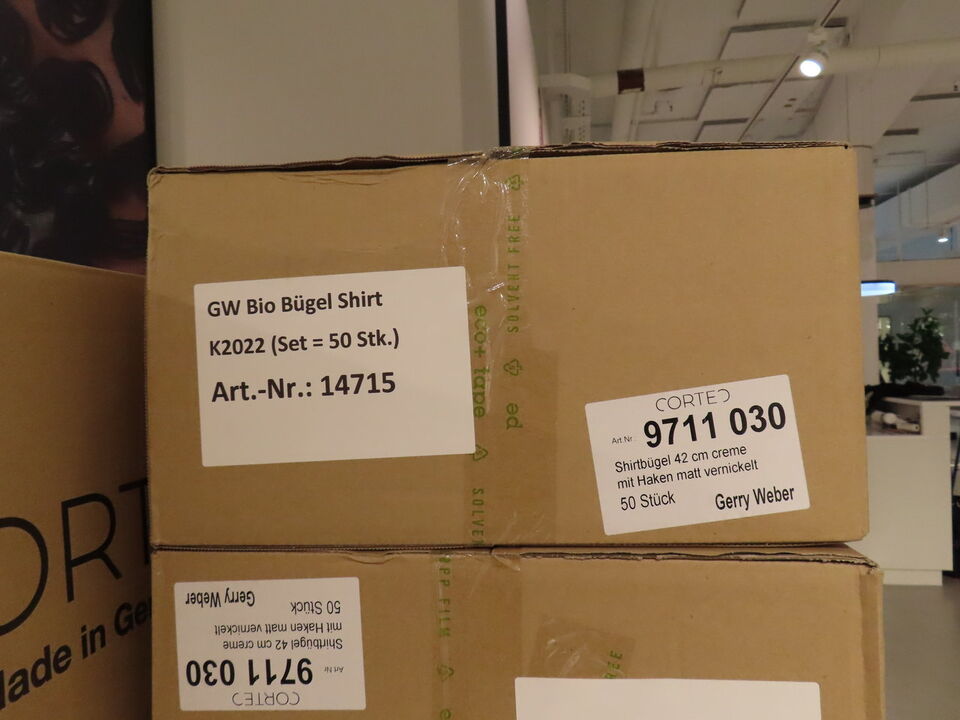 GW Bio Bügel Shirt
K2022 (Set = 50 Stk.)
Art.-Nr.: 14715
eco+ tape
pe
SOLVENT FREE
CORTEC
Art Nr.: 9711 030
Shirtbügel 42 cm creme
mit Haken matt vernickelt
50 Stück Gerry Weber
CORTEC
Art Nr. 9711 030
Shirtbügel 42 cm creme
mit Haken matt vernickelt
50 Stück Gerry Weber
ORT
Made in Ge